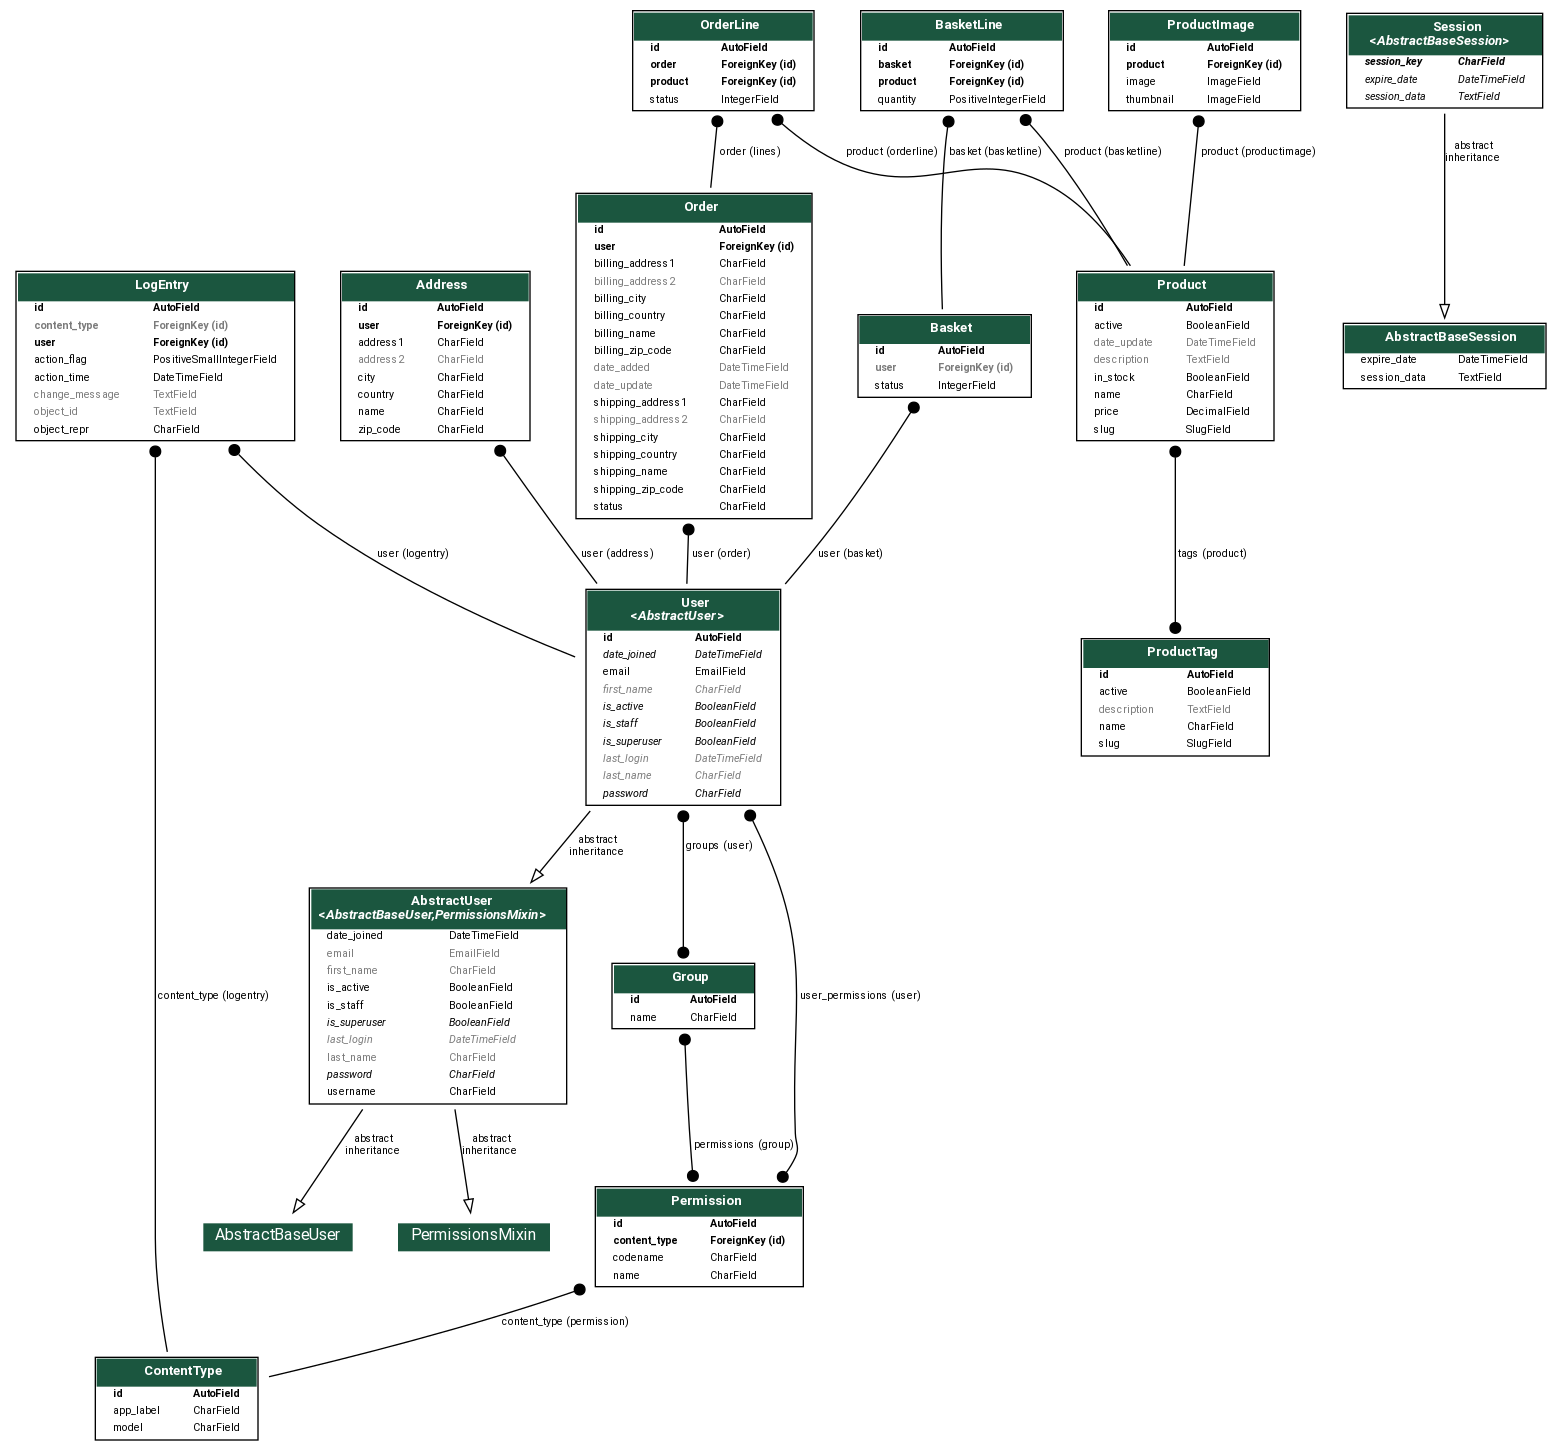 OrderLine
id AutoField
order ForeignKey (id)
product ForeignKey (id)
status IntegerField
BasketLine
id AutoField
basket ForeignKey (id)
product ForeignKey (id)
quantity PositiveIntegerField
ProductImage
id AutoField
product ForeignKey (id)
image ImageField
thumbnail ImageField
Session
<AbstractBaseSession>
session_key CharField
expire_date DateTimeField
session_data TextField
order (lines)
product (orderline)
basket (basketline)
product (basketline)
product (productimage)
abstract
inheritance
Order
id AutoField
user ForeignKey (id)
billing_address1 CharField
billing_address2 CharField
billing_city CharField
billing_country CharField
billing_name CharField
billing_zip_code CharField
date_added DateTimeField
date_update DateTimeField
shipping_address1 CharField
shipping_address2 CharField
shipping_city CharField
shipping_country CharField
shipping_name CharField
shipping_zip_code CharField
status CharField
LogEntry
id AutoField
content_type ForeignKey (id)
user ForeignKey (id)
action_flag PositiveSmallIntegerField
action_time DateTimeField
change_message TextField
object_id TextField
object_repr CharField
Address
id AutoField
user ForeignKey (id)
address1 CharField
address2 CharField
city CharField
country CharField
name CharField
zip_code CharField
Basket
id AutoField
user ForeignKey (id)
status IntegerField
Product
id AutoField
active BooleanField
date_update DateTimeField
description TextField
in_stock BooleanField
name CharField
price DecimalField
slug SlugField
AbstractBaseSession
expire_date DateTimeField
session_data TextField
user (logentry)
user (address)
user (order)
user (basket)
tags (product)
User
<AbstractUser>
id AutoField
date_joined DateTimeField
email EmailField
first_name CharField
is_active BooleanField
is_staff BooleanField
is_superuser BooleanField
last_login DateTimeField
last_name CharField
password CharField
ProductTag
id AutoField
active BooleanField
description TextField
name CharField
slug SlugField
abstract
inheritance
groups (user)
AbstractUser
<AbstractBaseUser,PermissionsMixin>
date_joined DateTimeField
email EmailField
first_name CharField
is_active BooleanField
is_staff BooleanField
is_superuser BooleanField
last_login DateTimeField
last_name CharField
password CharField
username CharField
Group
id AutoField
name CharField
content_type (logentry)
user_permissions (user)
abstract
inheritance
abstract
inheritance
permissions (group)
AbstractBaseUser
PermissionsMixin
Permission
id AutoField
content_type ForeignKey (id)
codename CharField
name CharField
content_type (permission)
ContentType
id AutoField
app_label CharField
model CharField